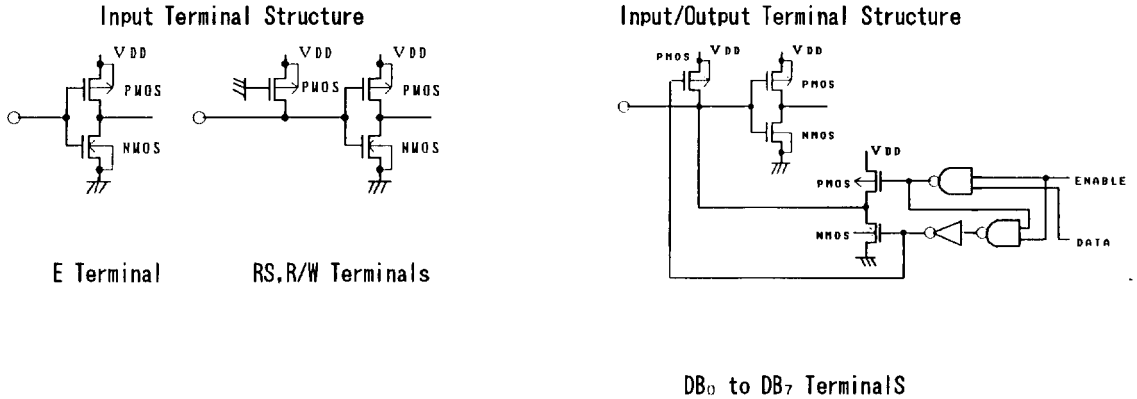 Input Terminal Structure
Input/Output Terminal Structure
VDD
PMOS
NMOS
VDD
PMOS
VDD
PMOS
NMOS
PMOS
VDD
VDD
PMOS
NMOS
VDD
PMOS
NMOS
ENABLE
DATA
E Terminal
RS,R/W Terminals
DB₀ to DB₇ TerminalS